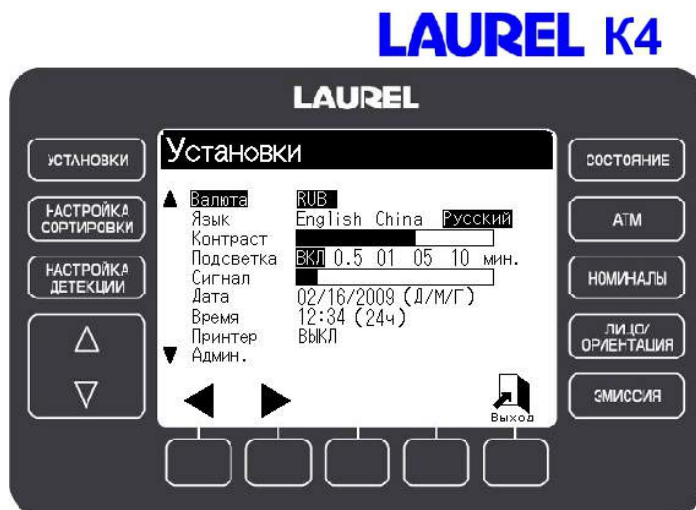 LAUREL K4
LAUREL
УСТАНОВКИ
НАСТРОЙКА
СОРТИРОВКИ
НАСТРОЙКА
ДЕТЕКЦИИ
Установки
Валюта RUB
Язык English China Русский
Контраст
Подсветка ВКЛ 0.5 01 05 10 мин.
Сигнал
Дата 02/16/2009 (Д/М/Г)
Время 12:34 (24ч)
Принтер ВЫКЛ
Админ.
Выход
СОСТОЯНИЕ
АТМ
НОМИНАЛЫ
ЛИЦО/
ОРИЕНТАЦИЯ
ЭМИССИЯ